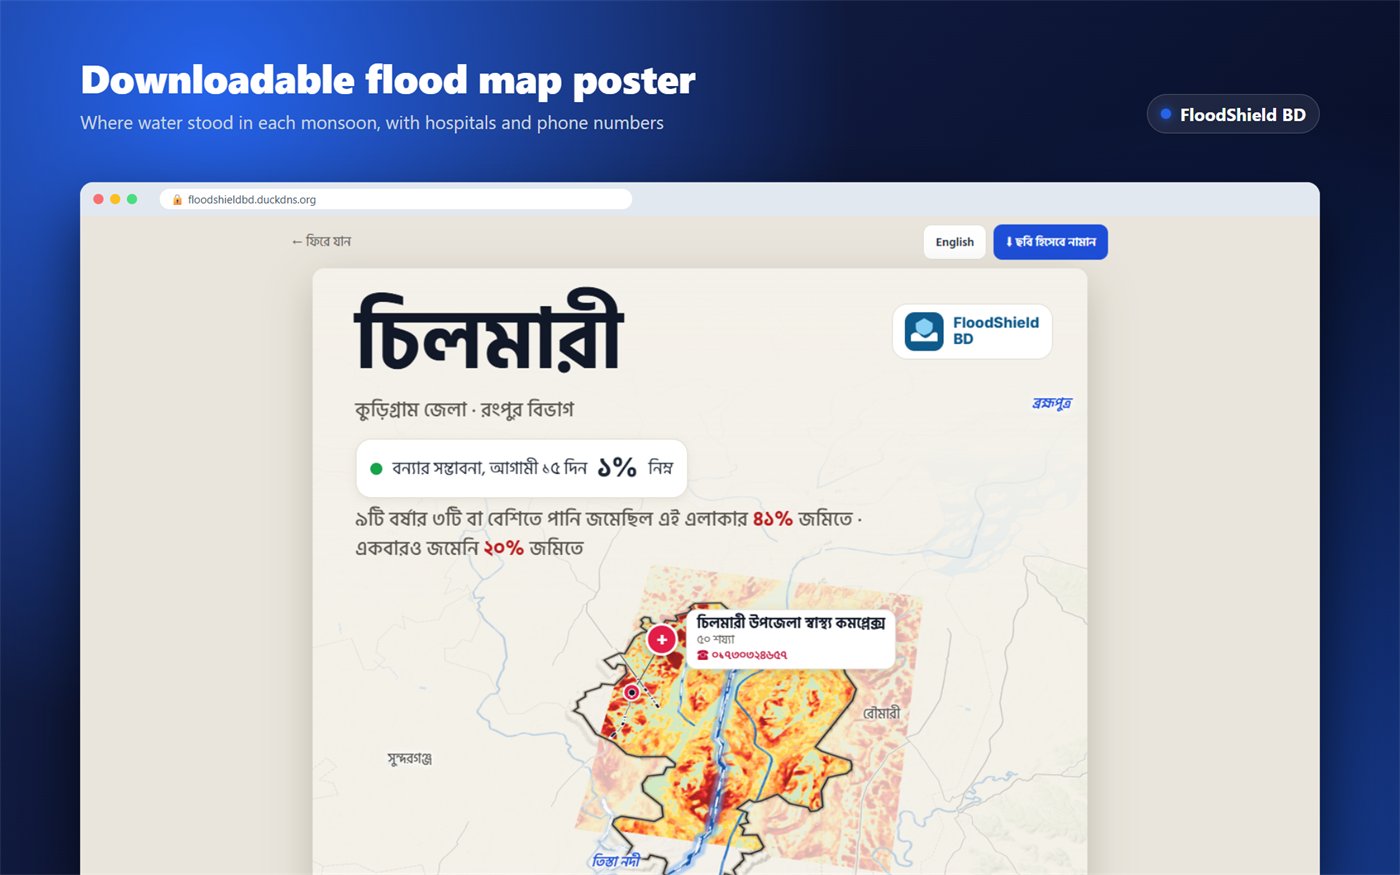 Downloadable flood map poster
Where water stood in each monsoon, with hospitals and phone numbers
FloodShield BD
floodshieldbd.duckdns.org
← ফিরে যান
English
⬇ ছবি হিসেবে নামান
চিলমারী
FloodShield
BD
কুড়িগ্রাম জেলা · রংপুর বিভাগ
ব্রহ্মপুত্র
বন্যার সম্ভাবনা, আগামী ১৫ দিন ১% নিম্ন
৯টি বর্ষার ৩টি বা বেশিতে পানি জমেছিল এই এলাকার ৪১% জমিতে ·
একবারও জমেনি ২০% জমিতে
চিলমারী উপজেলা স্বাস্থ্য কমপ্লেক্স
৫০ শয্যা
☎ ০১৭৩০৩২৪৬৫৭
রৌমারী
সুন্দরগঞ্জ
তিস্তা নদী